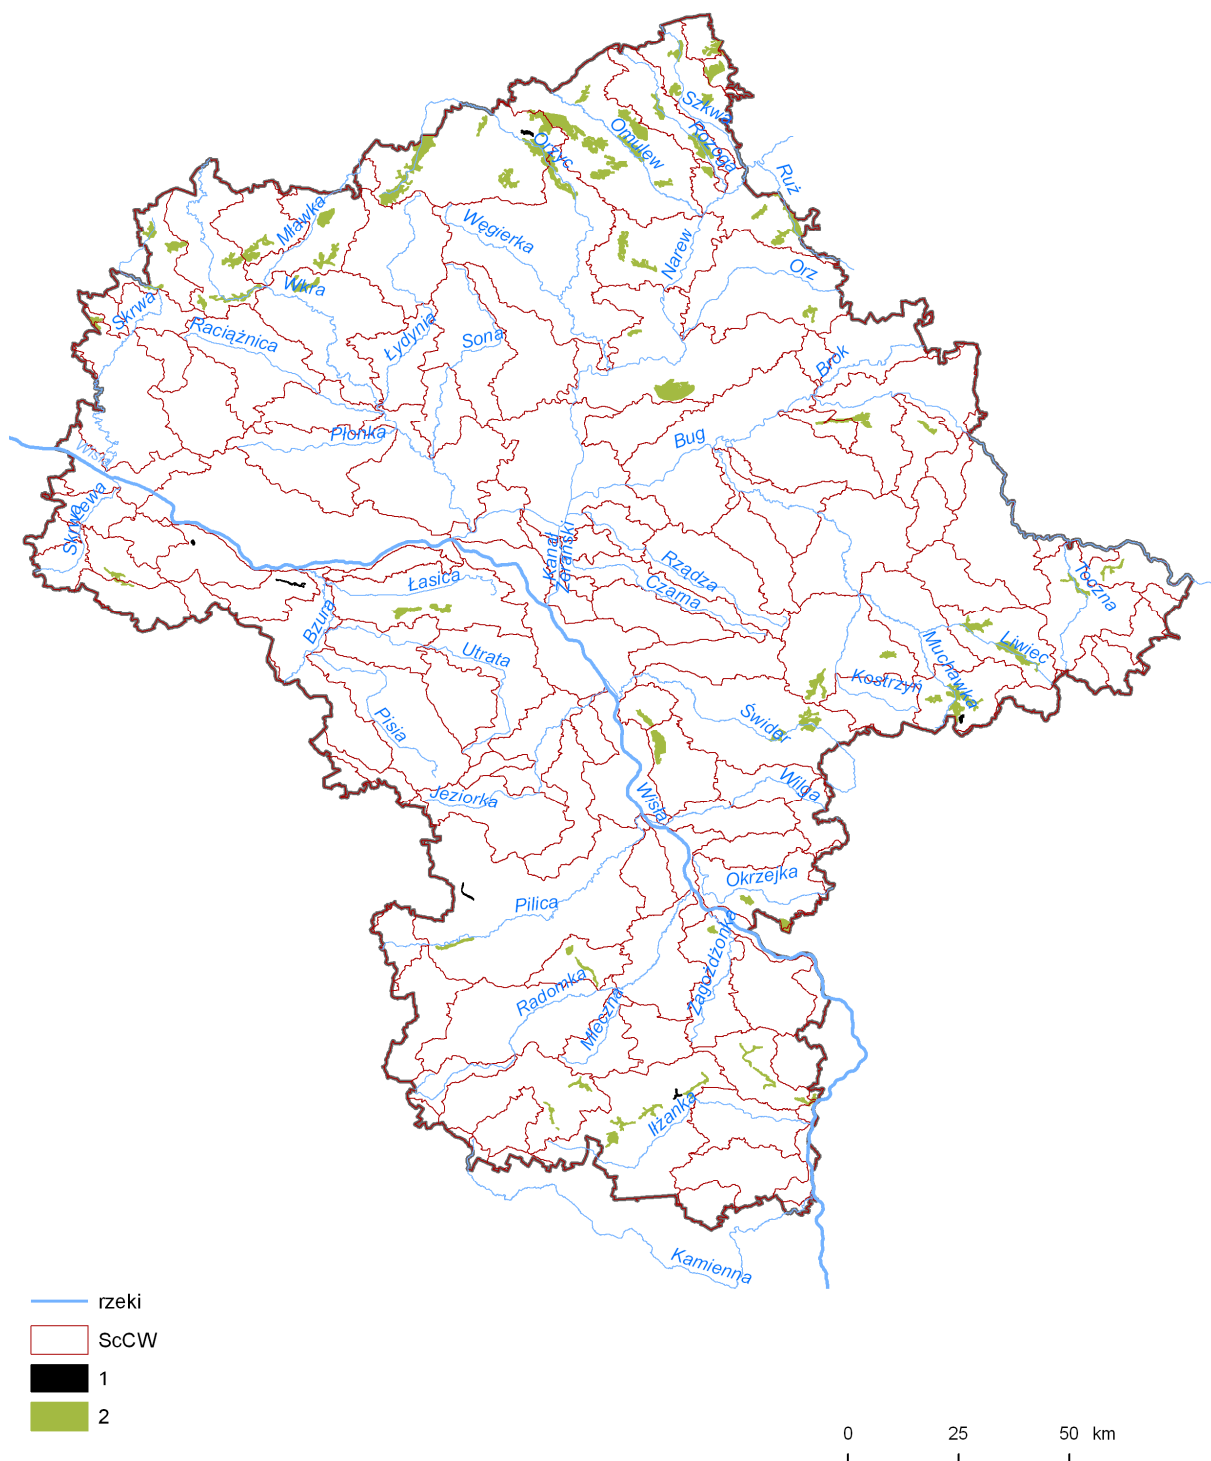 Szkwa
Omulew
Rozoga
Orzyc
Ruż
Mławka
Węgierka
Narew
Orz
Wkra
Skrwa
Raciążnica
Łydynia
Sona
Brok
Płonka
Bug
Wisła
Skrwa
Lewa
Kanał
Żerański
Rządza
Czarna
Łasica
Toczna
Bzura
Utrata
Liwiec
Muchawka
Kostrzyń
Pisia
Świder
Wilga
Jeziorka
Wisła
Okrzejka
Pilica
Zagożdżonka
Radomka
Mleczna
Iłżanka
Kamienna
rzeki
ScCW
1
2
0 25 50 km